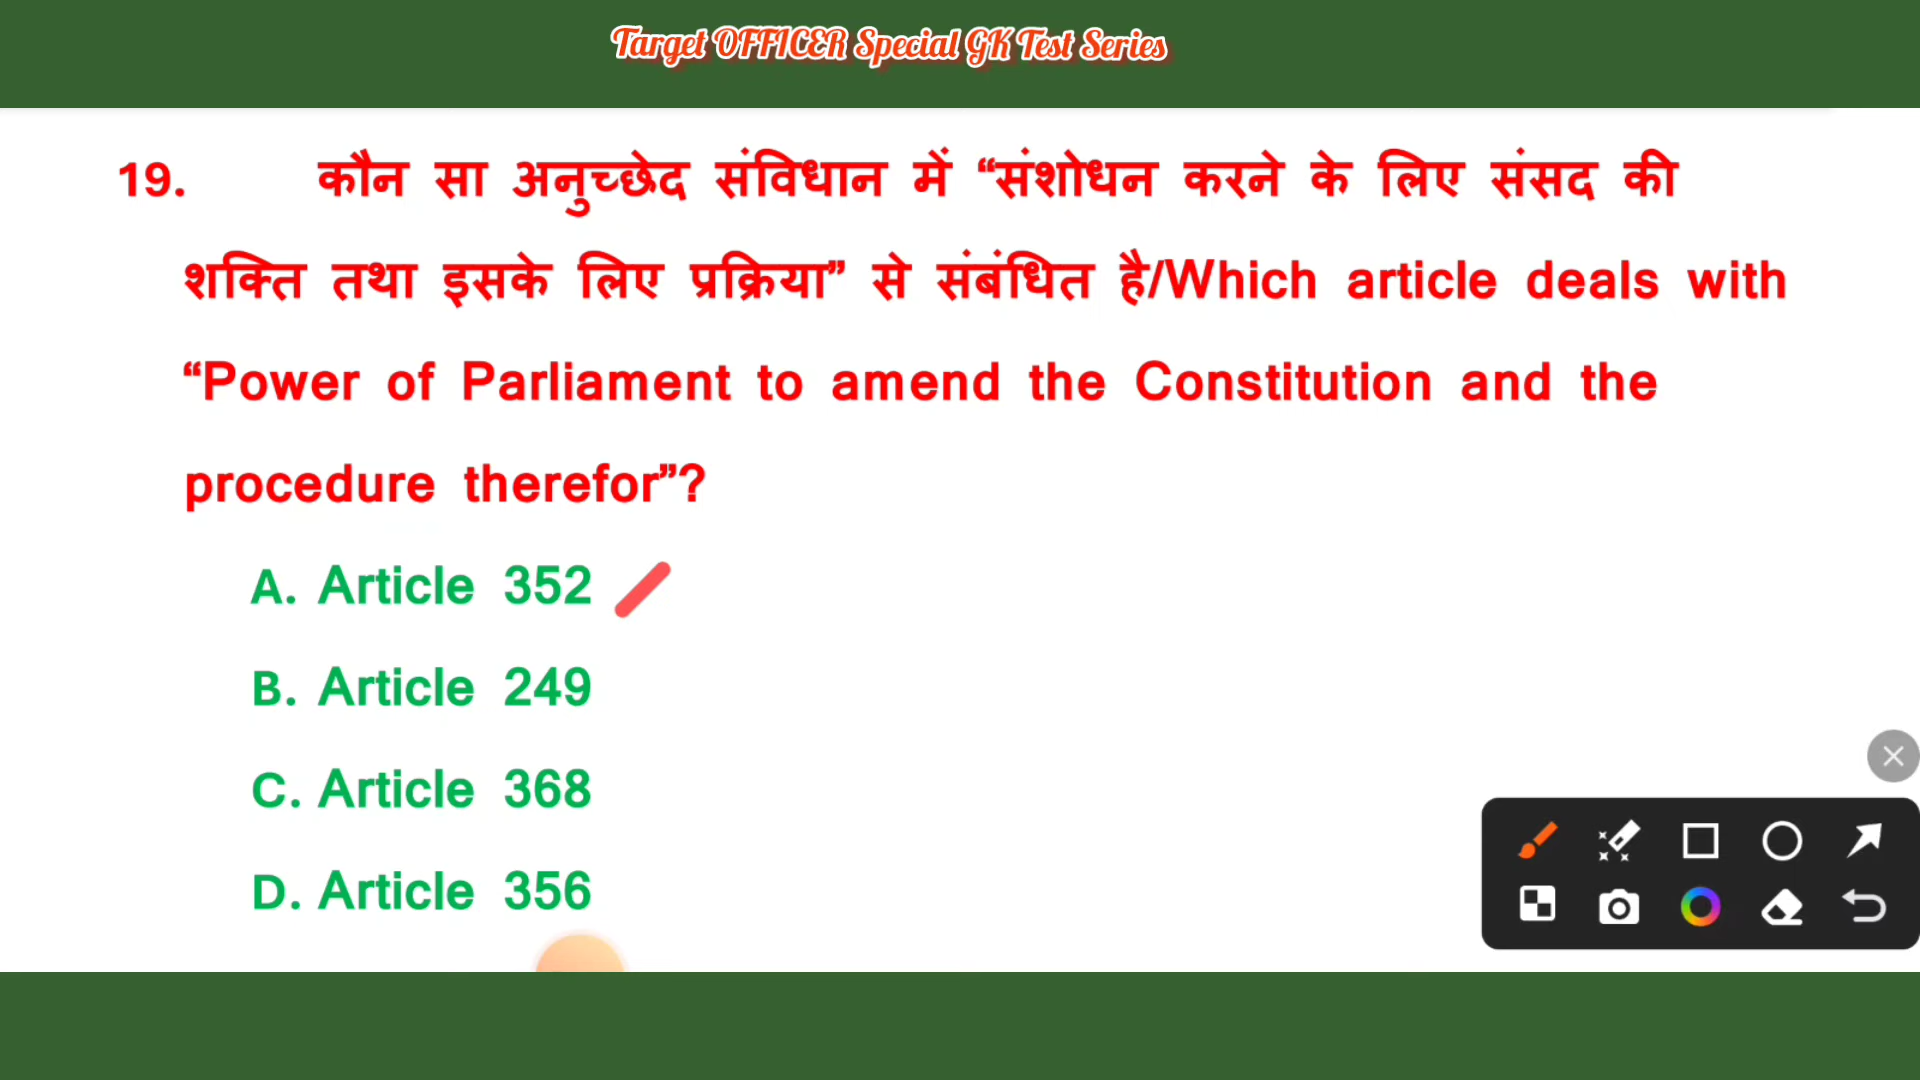 Target OFFICER Special GK Test Series
19. कौन सा अनुच्छेद संविधान में “संशोधन करने के लिए संसद की
शक्ति तथा इसके लिए प्रक्रिया” से संबंधित है/Which article deals with
“Power of Parliament to amend the Constitution and the
procedure therefor”?
A. Article 352
B. Article 249
C. Article 368
D. Article 356